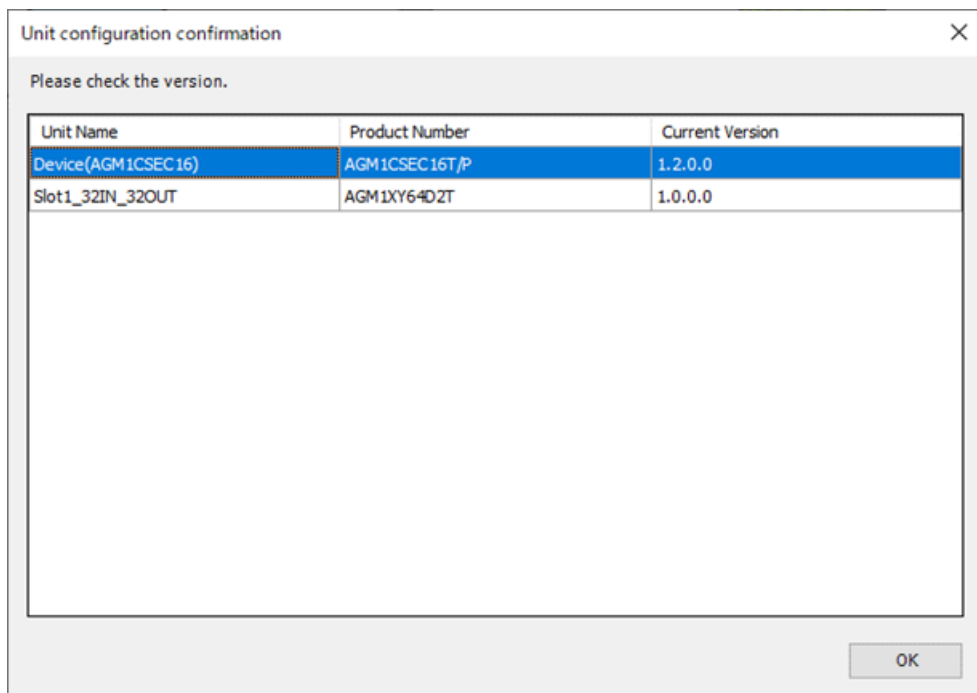 Unit configuration confirmation
Please check the version.
Unit Name Product Number Current Version
Device(AGM1CSEC16) AGM1CSEC16T/P 1.2.0.0
Slot1_32IN_32OUT AGM1XY64D2T 1.0.0.0
OK